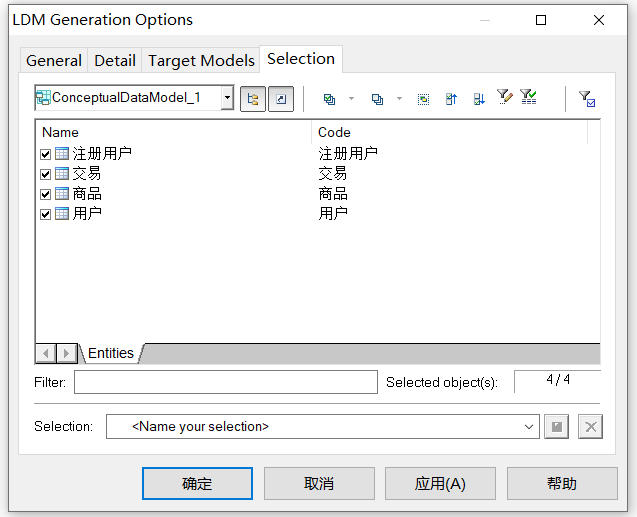 LDM Generation Options
General Detail Target Models Selection
ConceptualDataModel_1
Name Code
注册用户 注册用户
交易 交易
商品 商品
用户 用户
Entities
Filter: Selected object(s): 4 / 4
Selection: <Name your selection>
确定 取消 应用(A) 帮助